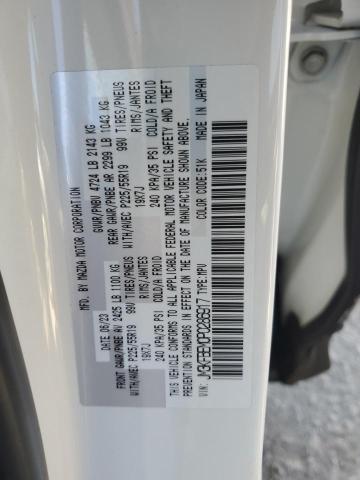 MFD. BY MAZDA MOTOR CORPORATION
GVWR/PNBV 4724 LB 2143 KG
DATE: 06/23
FRONT GAWR/PNBE AV 2425 LB 1100 KG
REAR GAWR/PNBE AR 2299 LB 1043 KG
WITH/AVEC P225/55R19 99V TIRES/PNEUS
WITH/AVEC P225/55R19 99V TIRES/PNEUS
19X7J RIMS/JANTES
19X7J RIMS/JANTES
240 KPA/35 PSI COLD/A FROID
240 KPA/35 PSI COLD/A FROID
THIS VEHICLE CONFORMS TO ALL APPLICABLE FEDERAL MOTOR VEHICLE SAFETY AND THEFT
PREVENTION STANDARDS IN EFFECT ON THE DATE OF MANUFACTURE SHOWN ABOVE.
VIN: TYPE:MPV
COLOR CODE:51K MADE IN JAPAN